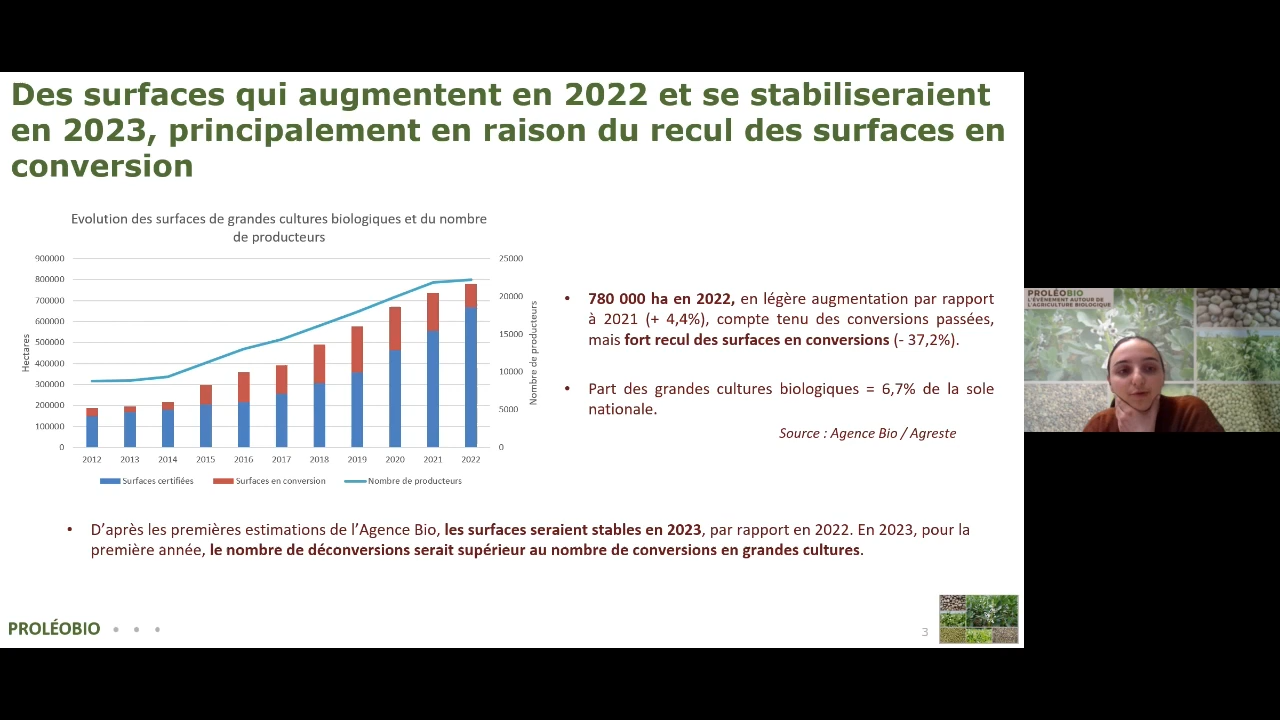 Des surfaces qui augmentent en 2022 et se stabiliseraient
en 2023, principalement en raison du recul des surfaces en
conversion
Evolution des surfaces de grandes cultures biologiques et du nombre
de producteurs
900000
800000
700000
600000
500000
400000
300000
200000
100000
0
Hectares
25000
20000
15000
10000
5000
0
Nombre de producteurs
2012 2013 2014 2015 2016 2017 2018 2019 2020 2021 2022
Surfaces certifiées Surfaces en conversion Nombre de producteurs
• 780 000 ha en 2022, en légère augmentation par rapport
à 2021 (+ 4,4%), compte tenu des conversions passées,
mais fort recul des surfaces en conversions (- 37,2%).
• Part des grandes cultures biologiques = 6,7% de la sole
nationale.
Source : Agence Bio / Agreste
• D’après les premières estimations de l’Agence Bio, les surfaces seraient stables en 2023, par rapport en 2022. En 2023, pour la
première année, le nombre de déconversions serait supérieur au nombre de conversions en grandes cultures.
PROLÉOBIO • • •
3
PROLÉOBIO
L'ÉVÉNEMENT AUTOUR DE
L'AGRICULTURE BIOLOGIQUE